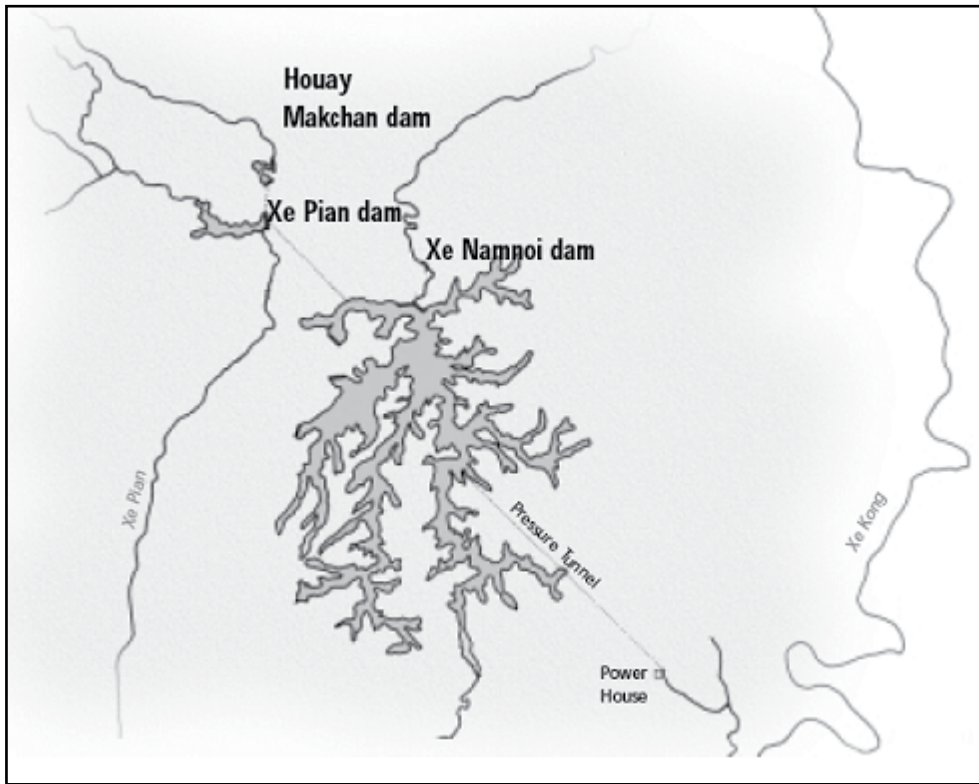 Houay
Makchan dam
Xe Pian dam
Xe Namnoi dam
Xe Pian
Pressure Tunnel
Xe Kong
Power
House